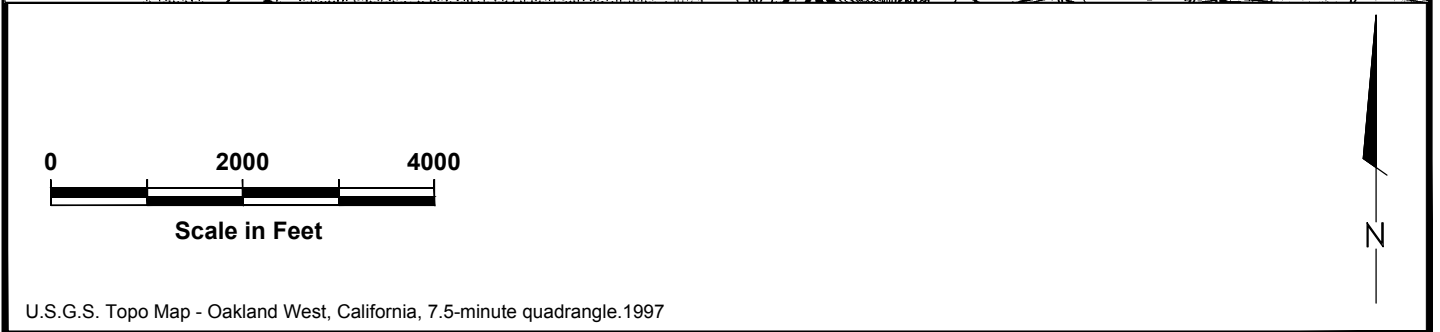 0 2000 4000
Scale in Feet
N
U.S.G.S. Topo Map - Oakland West, California, 7.5-minute quadrangle.1997